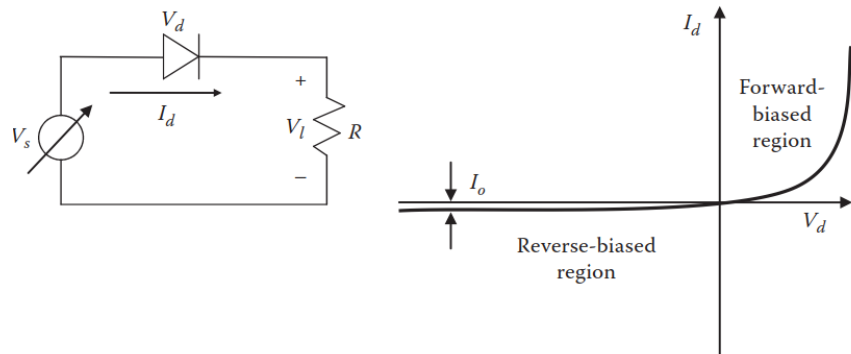 V_d
I_d
V_s
+
V_l
R
−
I_d
Forward-
biased
region
I_o
V_d
Reverse-biased
region